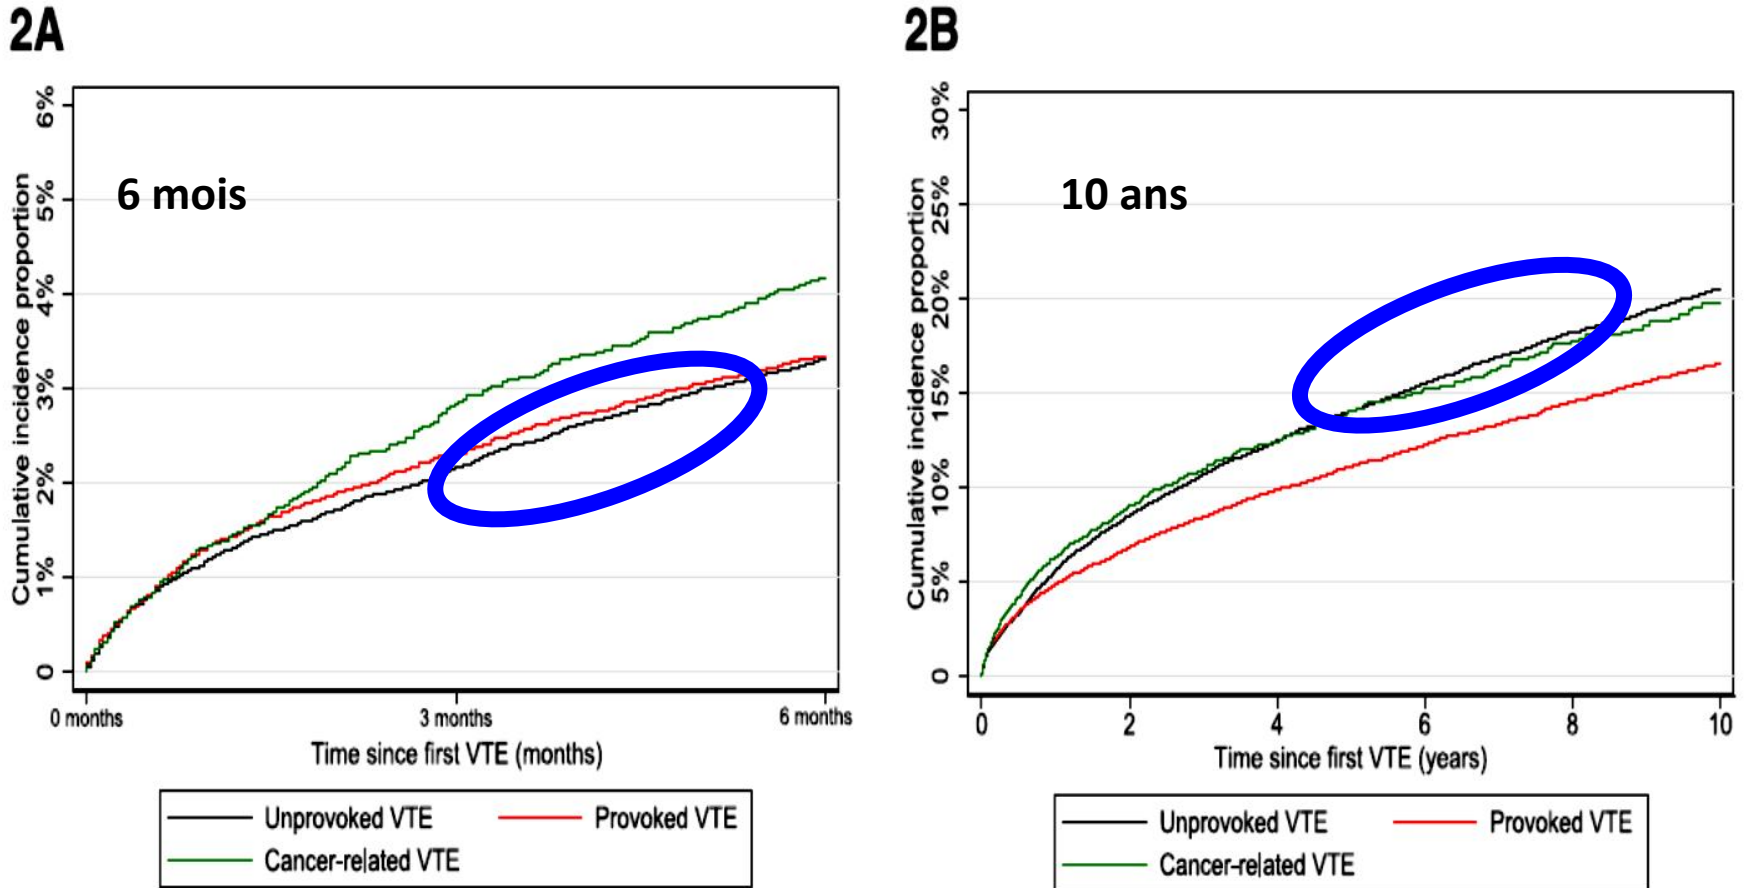 2A
6%
5%
4%
3%
2%
1%
0
Cumulative incidence proportion
6 mois
0 months
3 months
6 months
Time since first VTE (months)
Unprovoked VTE
Provoked VTE
Cancer-related VTE
2B
30%
25%
20%
15%
10%
5%
0
Cumulative incidence proportion
10 ans
0
2
4
6
8
10
Time since first VTE (years)
Unprovoked VTE
Provoked VTE
Cancer-related VTE